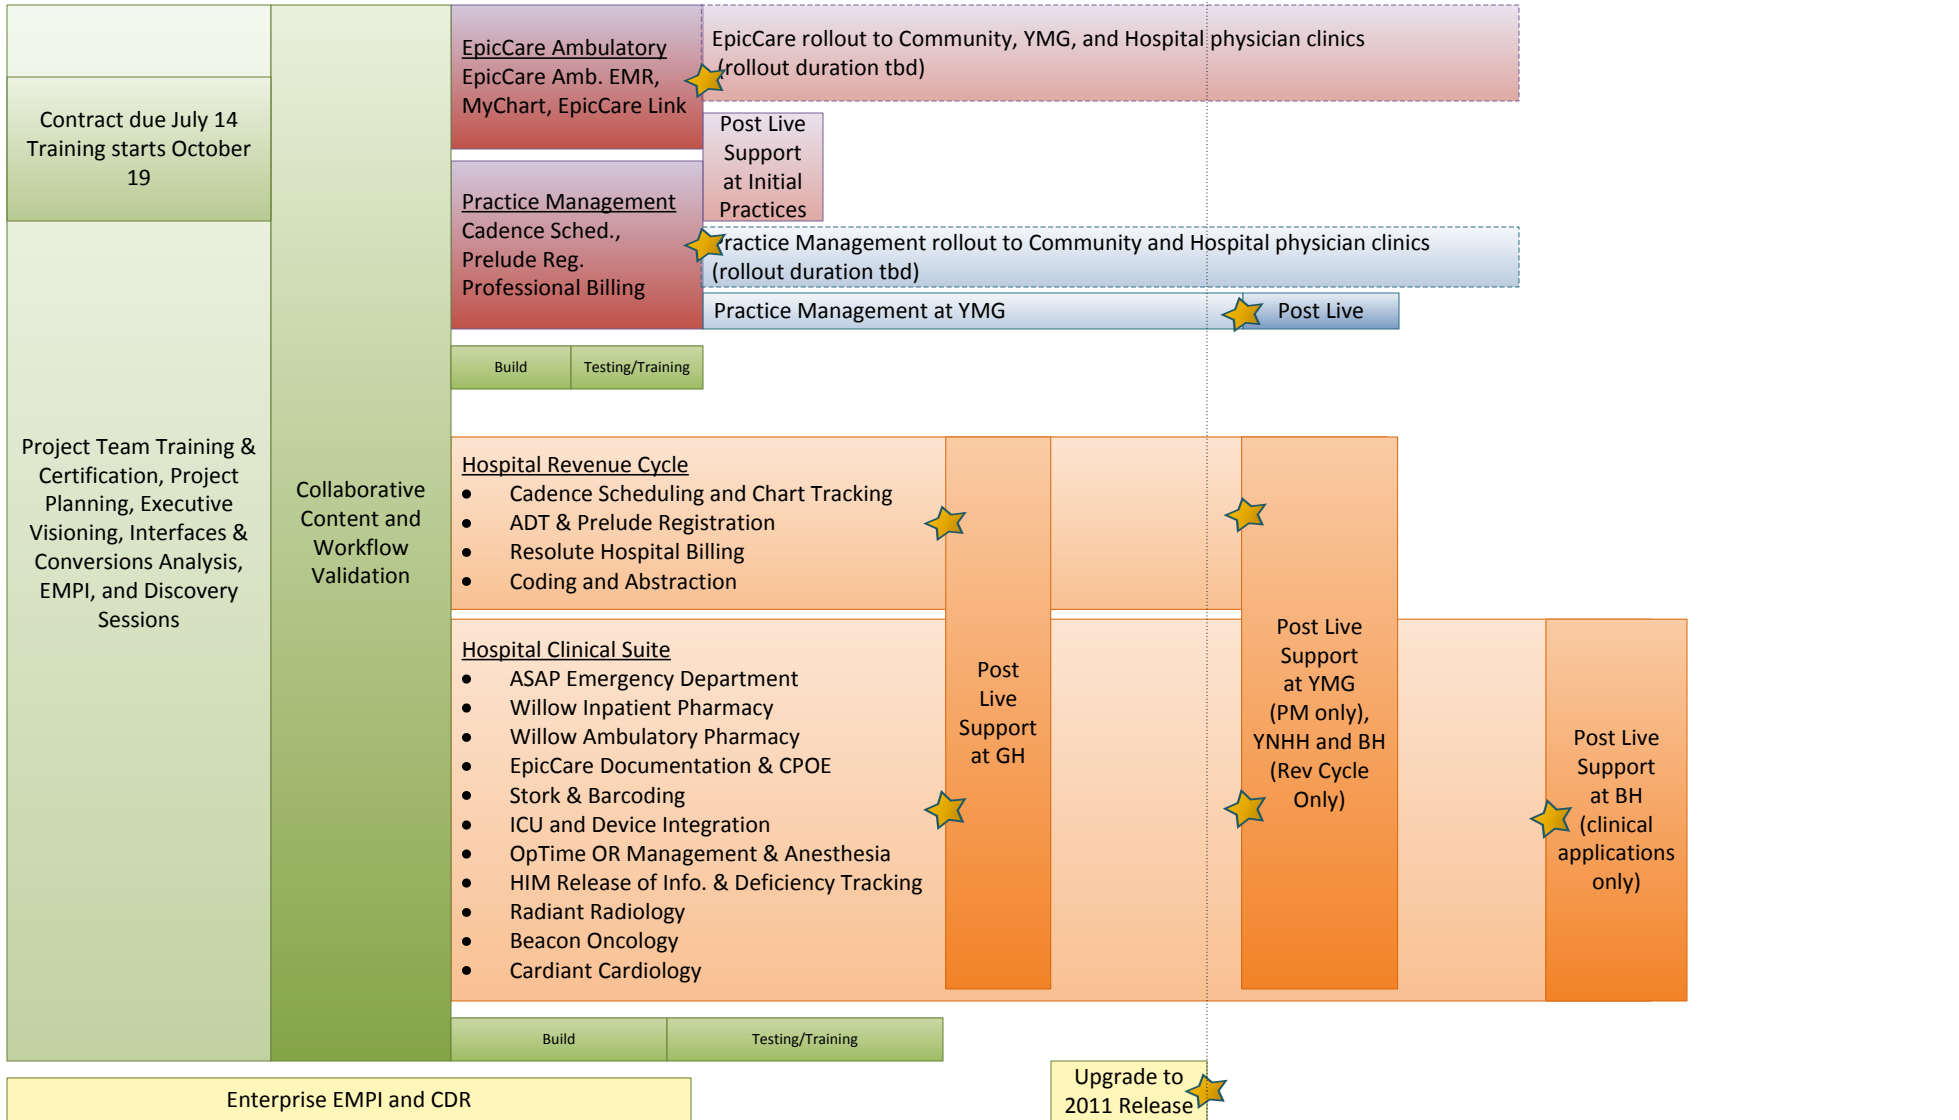 Contract due July 14
Training starts October
19
Project Team Training &
Certification, Project
Planning, Executive
Visioning, Interfaces &
Conversions Analysis,
EMPI, and Discovery
Sessions
Collaborative
Content and
Workflow
Validation
EpicCare Ambulatory
EpicCare Amb. EMR,
MyChart, EpicCare Link
EpicCare rollout to Community, YMG, and Hospital physician clinics
(rollout duration tbd)
Post Live
Support
at Initial
Practices
Practice Management
Cadence Sched.,
Prelude Reg.
Professional Billing
Practice Management rollout to Community and Hospital physician clinics
(rollout duration tbd)
Practice Management at YMG
Post Live
Build
Testing/Training
Hospital Revenue Cycle
• Cadence Scheduling and Chart Tracking
• ADT & Prelude Registration
• Resolute Hospital Billing
• Coding and Abstraction
Hospital Clinical Suite
• ASAP Emergency Department
• Willow Inpatient Pharmacy
• Willow Ambulatory Pharmacy
• EpicCare Documentation & CPOE
• Stork & Barcoding
• ICU and Device Integration
• OpTime OR Management & Anesthesia
• HIM Release of Info. & Deficiency Tracking
• Radiant Radiology
• Beacon Oncology
• Cardiant Cardiology
Post
Live
Support
at GH
Post Live
Support
at YMG
(PM only),
YNHH and BH
(Rev Cycle
Only)
Post Live
Support
at BH
(clinical
applications
only)
Build
Testing/Training
Enterprise EMPI and CDR
Upgrade to
2011 Release